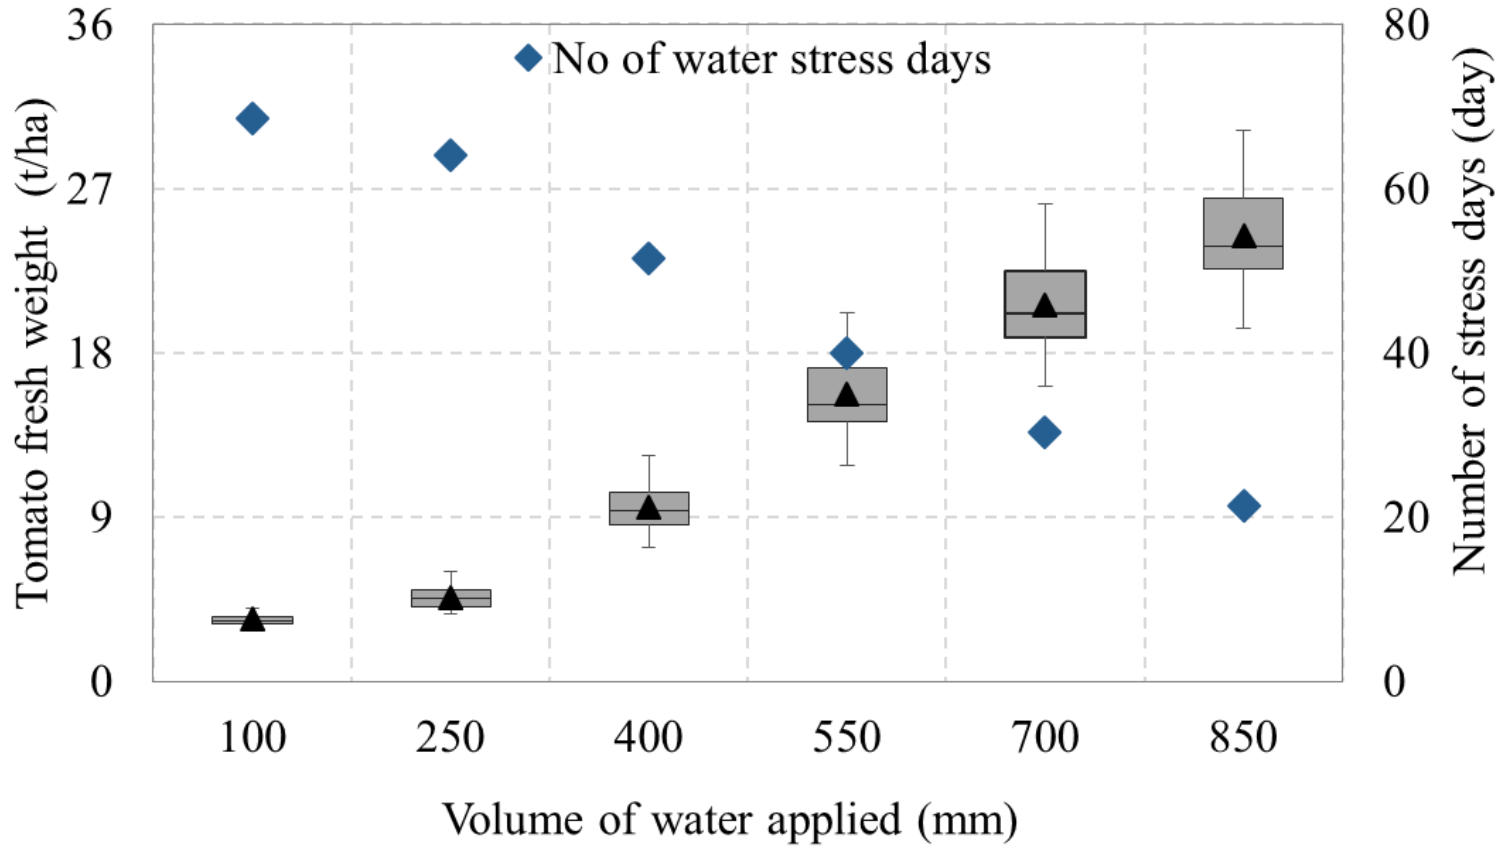 36
80
No of water stress days
27
60
18
40
9
20
0
0
100 250 400 550 700 850
Volume of water applied (mm)
Tomato fresh weight (t/ha)
Number of stress days (day)